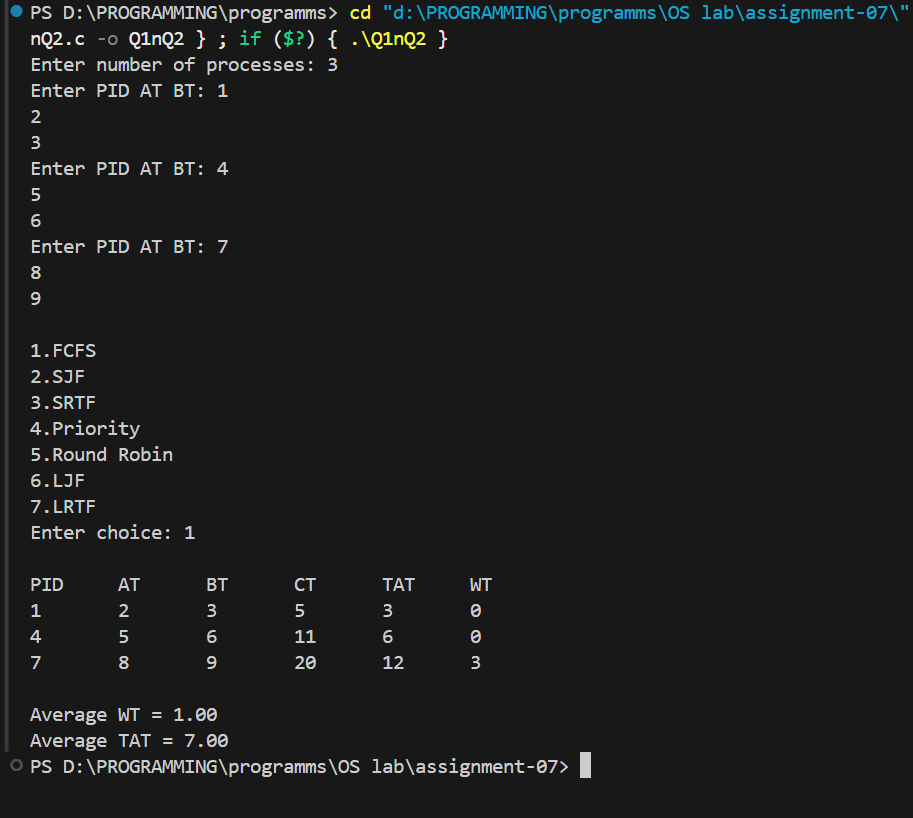 PS D:\PROGRAMMING\programms> cd "d:\PROGRAMMING\programms\OS lab\assignment-07\"
nQ2.c -o Q1nQ2 } ; if ($?) { .\Q1nQ2 }
Enter number of processes: 3
Enter PID AT BT: 1
2
3
Enter PID AT BT: 4
5
6
Enter PID AT BT: 7
8
9
1.FCFS
2.SJF
3.SRTF
4.Priority
5.Round Robin
6.LJF
7.LRTF
Enter choice: 1
PID AT BT CT TAT WT
1 2 3 5 3 0
4 5 6 11 6 0
7 8 9 20 12 3
Average WT = 1.00
Average TAT = 7.00
PS D:\PROGRAMMING\programms\OS lab\assignment-07>